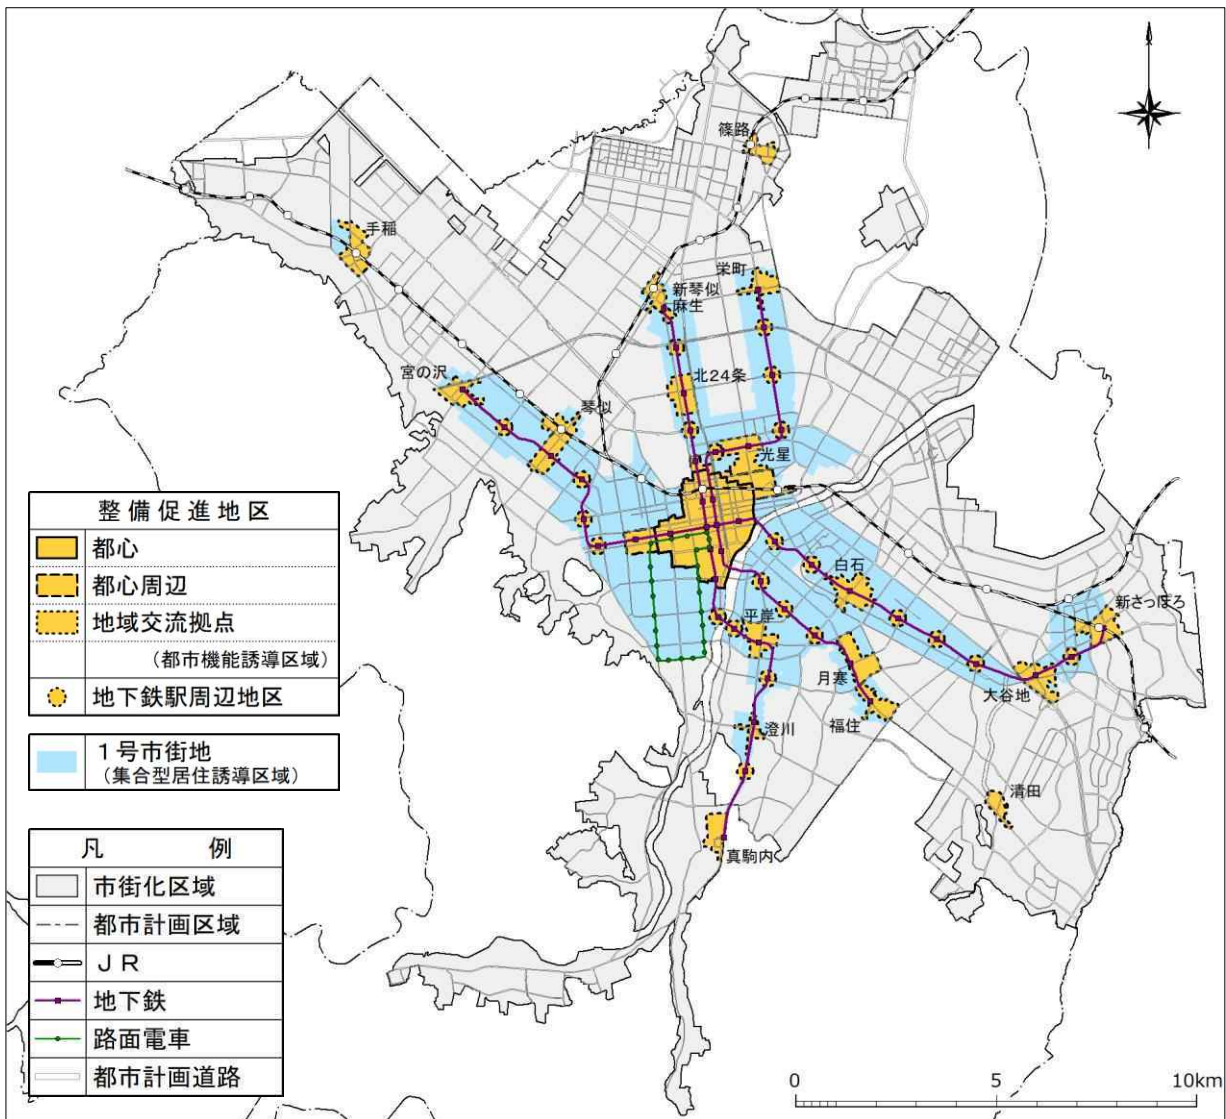 篠路
手稲
栄町
新琴似
麻生
宮の沢
北24条
琴似
光星
整備促進地区
都心
都心周辺
地域交流拠点
(都市機能誘導区域)
地下鉄駅周辺地区
白石
新さっぽろ
平岸
月寒
大谷地
福住
澄川
1号市街地
(集合型居住誘導区域)
清田
真駒内
凡例
市街化区域
都市計画区域
JR
地下鉄
路面電車
都市計画道路
0 5 10km